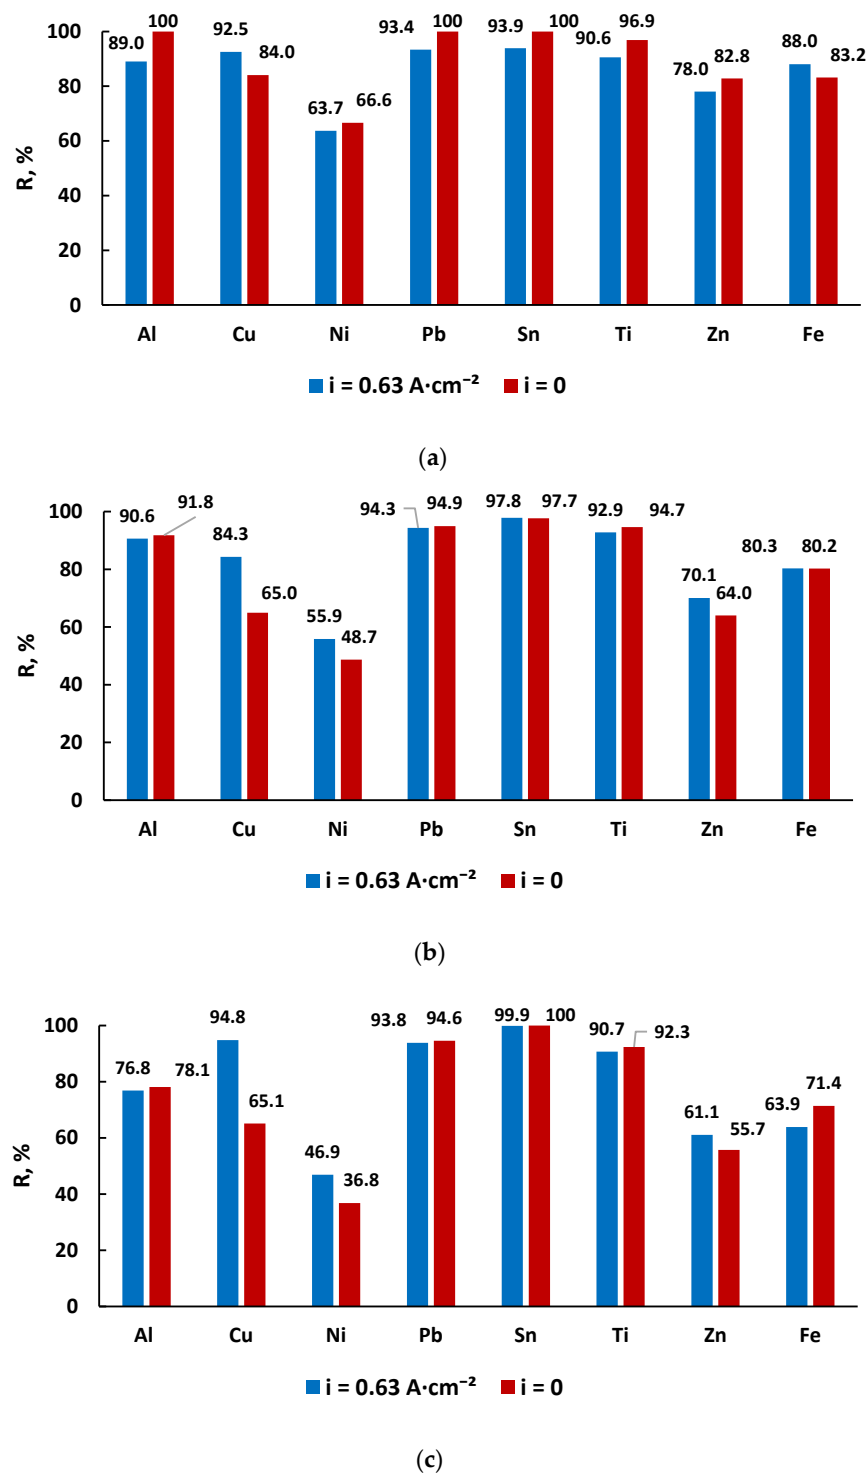 93.4 100 93.9 100 96.9
89.0 100 92.5 84.0 90.6 82.8 88.0 83.2
78.0
63.7 66.6
R, %
100
80
60
40
20
0
Al Cu Ni Pb Sn Ti Zn Fe
i = 0.63 A·cm⁻² i = 0
(a)
90.6 91.8 84.3 94.3 94.9 97.8 97.7 92.9 94.7
65.0 55.9 48.7 70.1 64.0 80.3 80.2
R, %
100
80
60
40
20
0
Al Cu Ni Pb Sn Ti Zn Fe
i = 0.63 A·cm⁻² i = 0
(b)
76.8 78.1 94.8 65.1 93.8 94.6 99.9 100 90.7 92.3
46.9 36.8 61.1 55.7 63.9 71.4
R, %
100
80
60
40
20
0
Al Cu Ni Pb Sn Ti Zn Fe
i = 0.63 A·cm⁻² i = 0
(c)